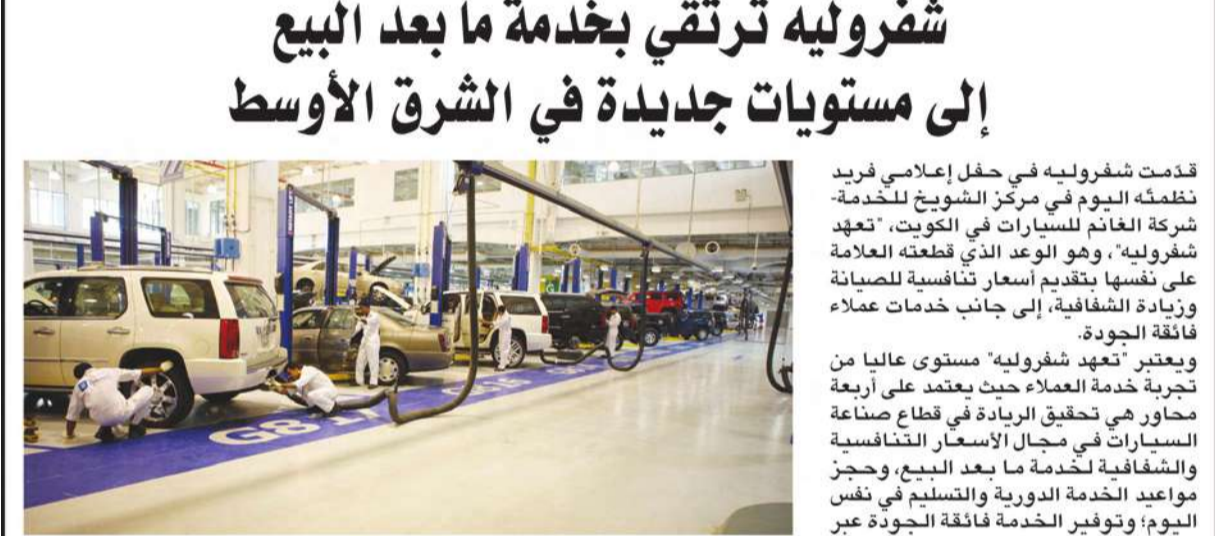 شفروليه ترتقي بخدمة ما بعد البيع
إلى مستويات جديدة في الشرق الأوسط
قدّمت شفروليه في حفل إعلامي فريد
نظمتّه اليوم في مركز الشويخ للخدمة-
شركة الغانم للسيارات في الكويت، "تعهّد
شفروليه"، وهو الوعد الذي قطعته العلامة
على نفسها بتقديم أسعار تنافسية للصيانة
وزيادة الشفافية، إلى جانب خدمات عملاء
فائقة الجودة.
ويعتبر "تعهد شفروليه" مستوى عاليا من
تجربة خدمة العملاء حيث يعتمد على أربعة
محاور هي تحقيق الريادة في قطاع صناعة
السيارات في مجال الأسعار التنافسية
والشفافية لخدمة ما بعد البيع، وحجز
مواعيد الخدمة الدورية والتسليم في نفس
اليوم؛ وتوفير الخدمة فائقة الجودة عبر
G8